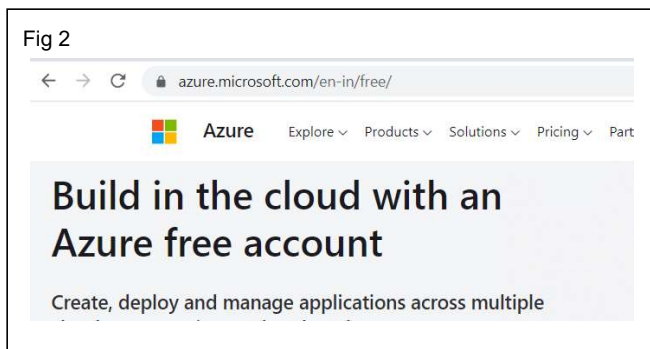 Fig 2
azure.microsoft.com/en-in/free/
Azure Explore Products Solutions Pricing Part
Build in the cloud with an
Azure free account
Create, deploy and manage applications across multiple